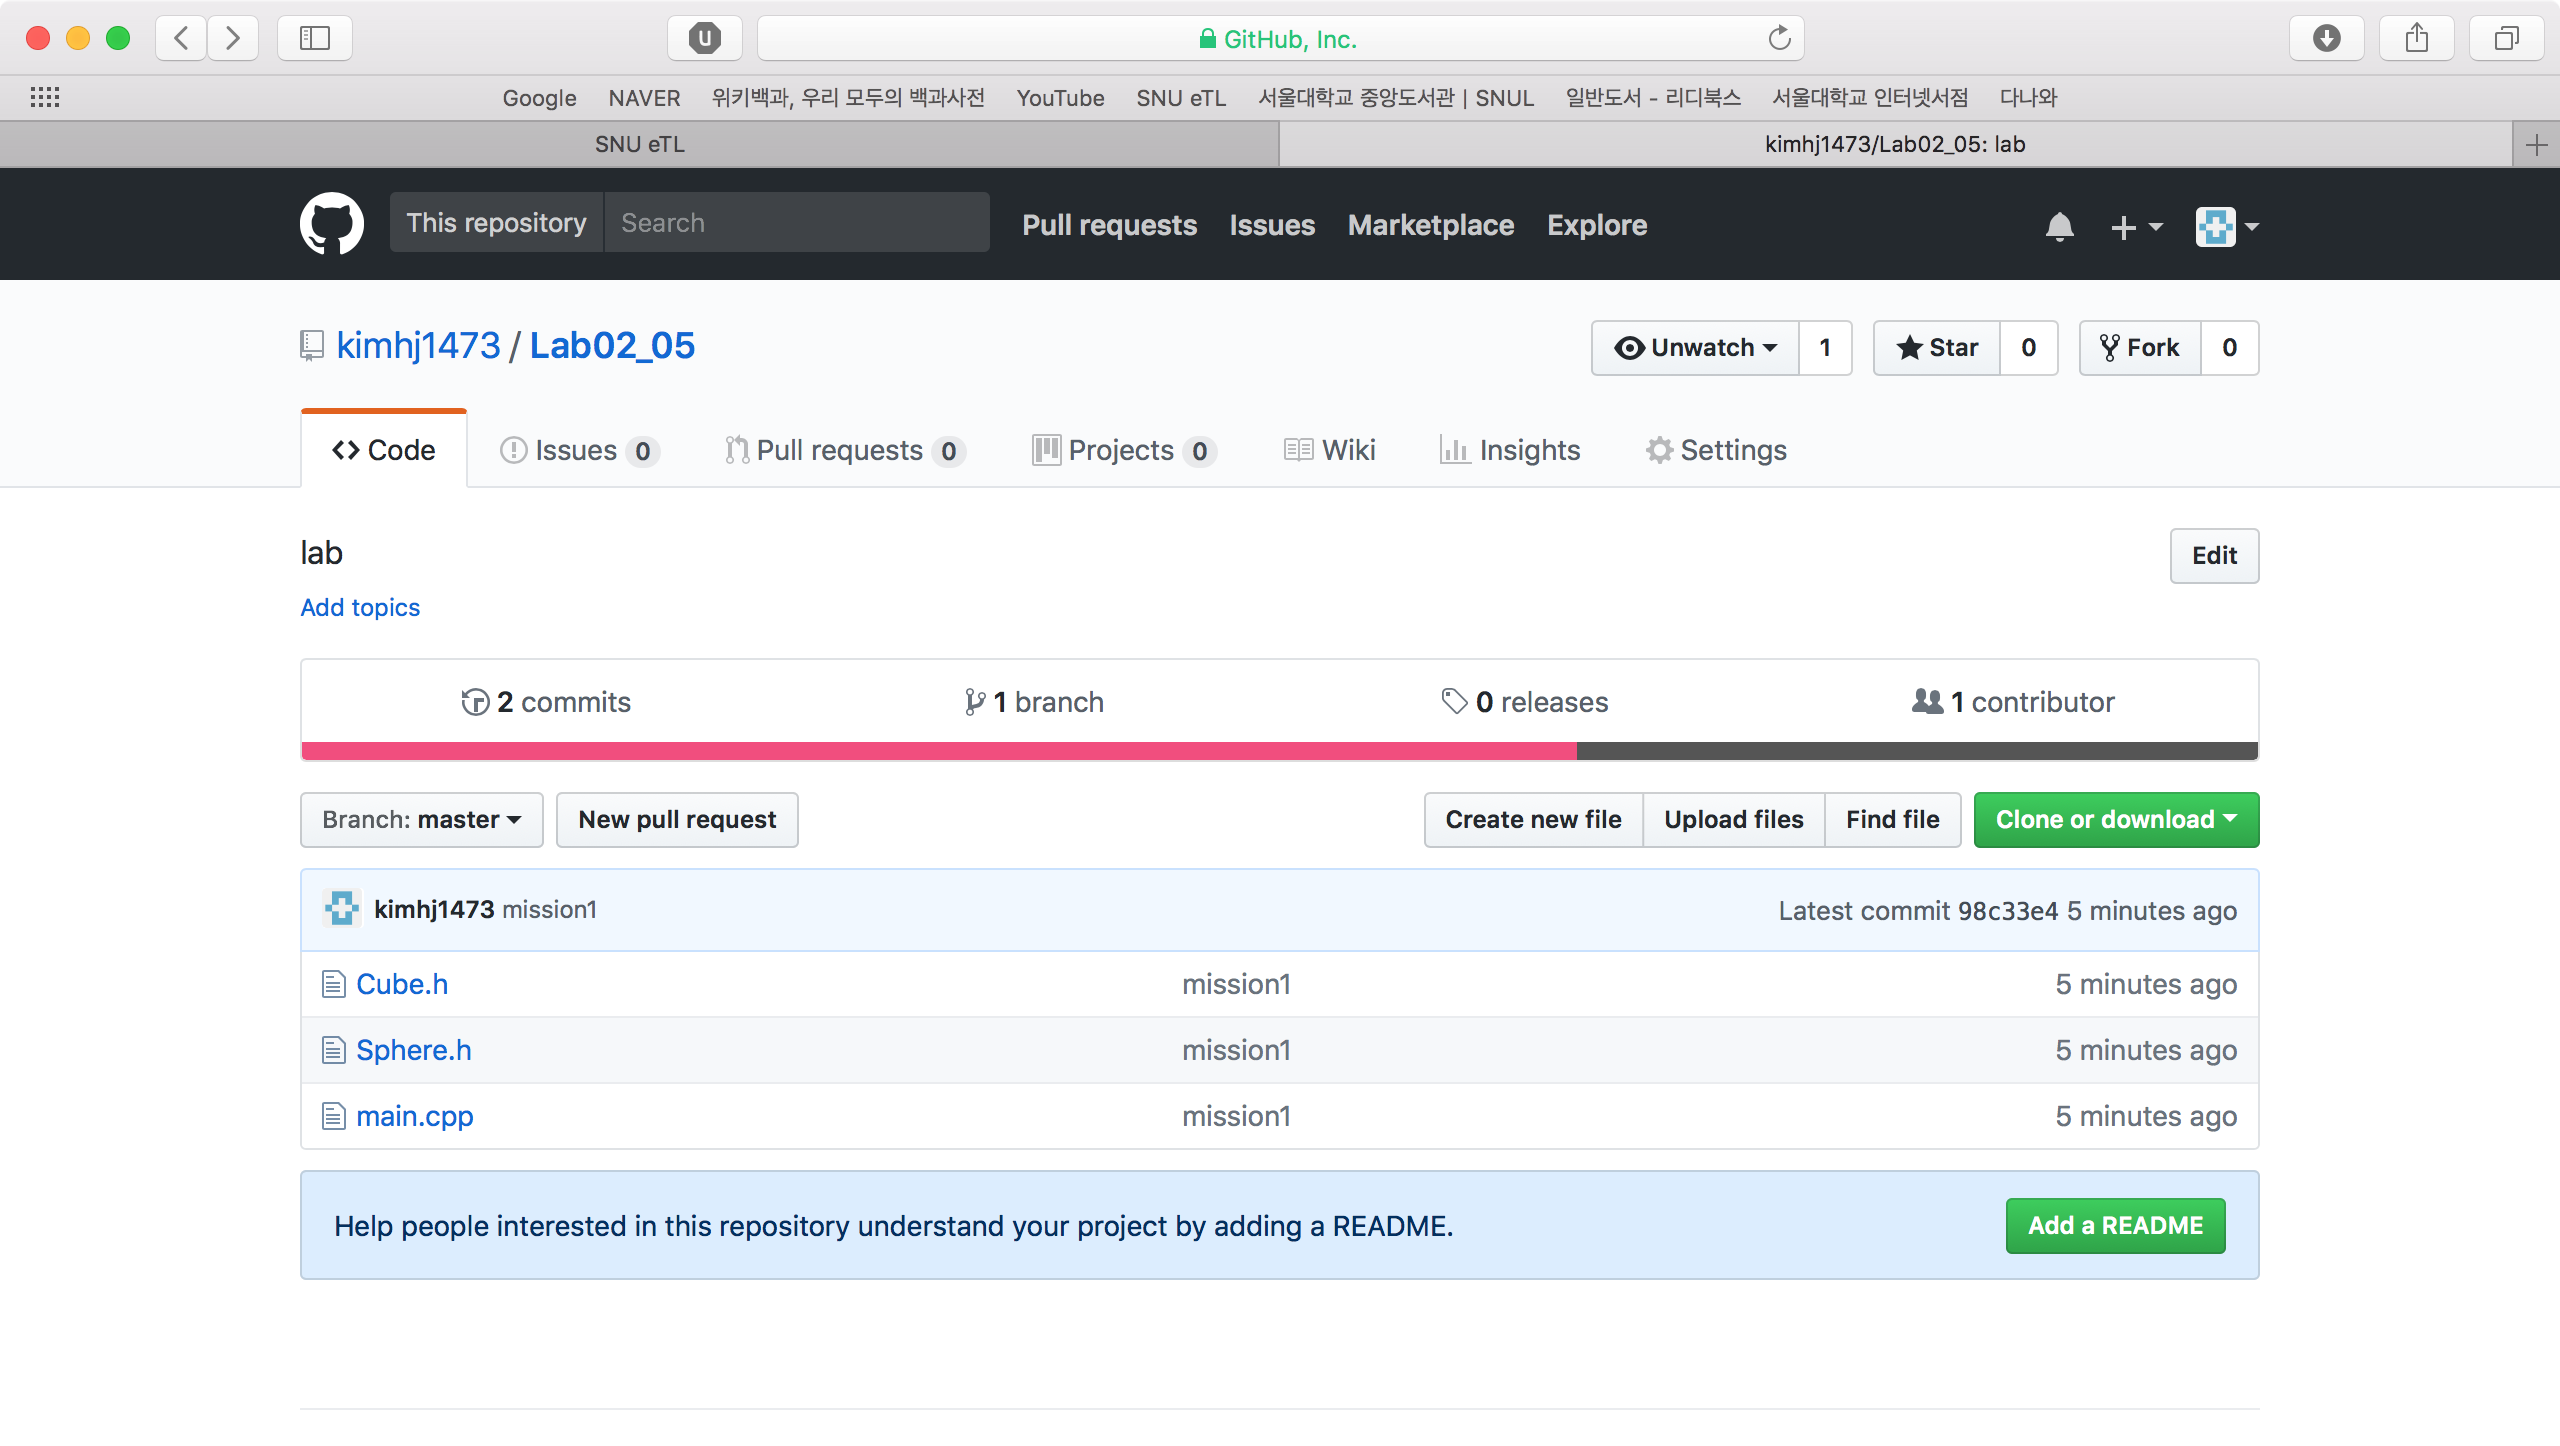 U
GitHub, Inc.
Google NAVER 위키백과, 우리 모두의 백과사전 YouTube SNU eTL 서울대학교 중앙도서관 | SNUL 일반도서 - 리디북스 서울대학교 인터넷서점 다나와
SNU eTL kimhj1473/Lab02_05: lab
This repository Search Pull requests Issues Marketplace Explore
kimhj1473 / Lab02_05 Unwatch 1 Star 0 Fork 0
Code Issues 0 Pull requests 0 Projects 0 Wiki Insights Settings
lab Edit
Add topics
2 commits 1 branch 0 releases 1 contributor
Branch: master New pull request Create new file Upload files Find file Clone or download
kimhj1473 mission1 Latest commit 98c33e4 5 minutes ago
Cube.h mission1 5 minutes ago
Sphere.h mission1 5 minutes ago
main.cpp mission1 5 minutes ago
Help people interested in this repository understand your project by adding a README. Add a README